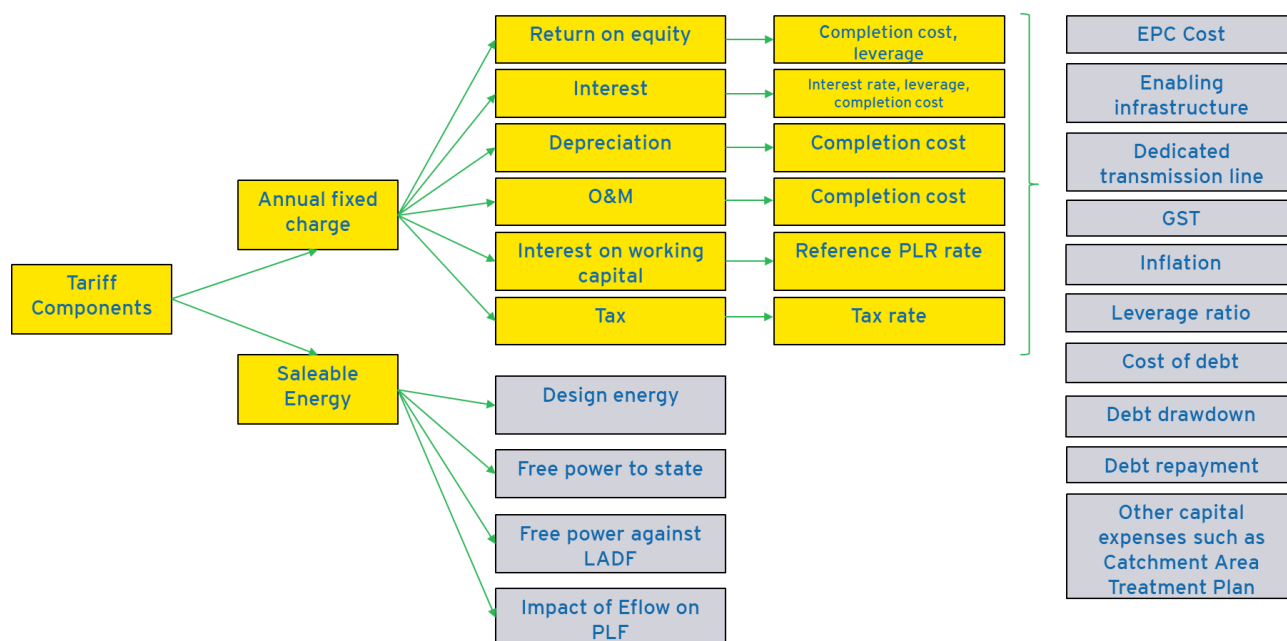 Tariff
Components
Annual fixed
charge
Saleable
Energy
Return on equity
Interest
Depreciation
O&M
Interest on working
capital
Tax
Design energy
Free power to state
Free power against
LADF
Impact of Eflow on
PLF
Completion cost,
leverage
Interest rate, leverage,
completion cost
Completion cost
Completion cost
Reference PLR rate
Tax rate
EPC Cost
Enabling
infrastructure
Dedicated
transmission line
GST
Inflation
Leverage ratio
Cost of debt
Debt drawdown
Debt repayment
Other capital
expenses such as
Catchment Area
Treatment Plan